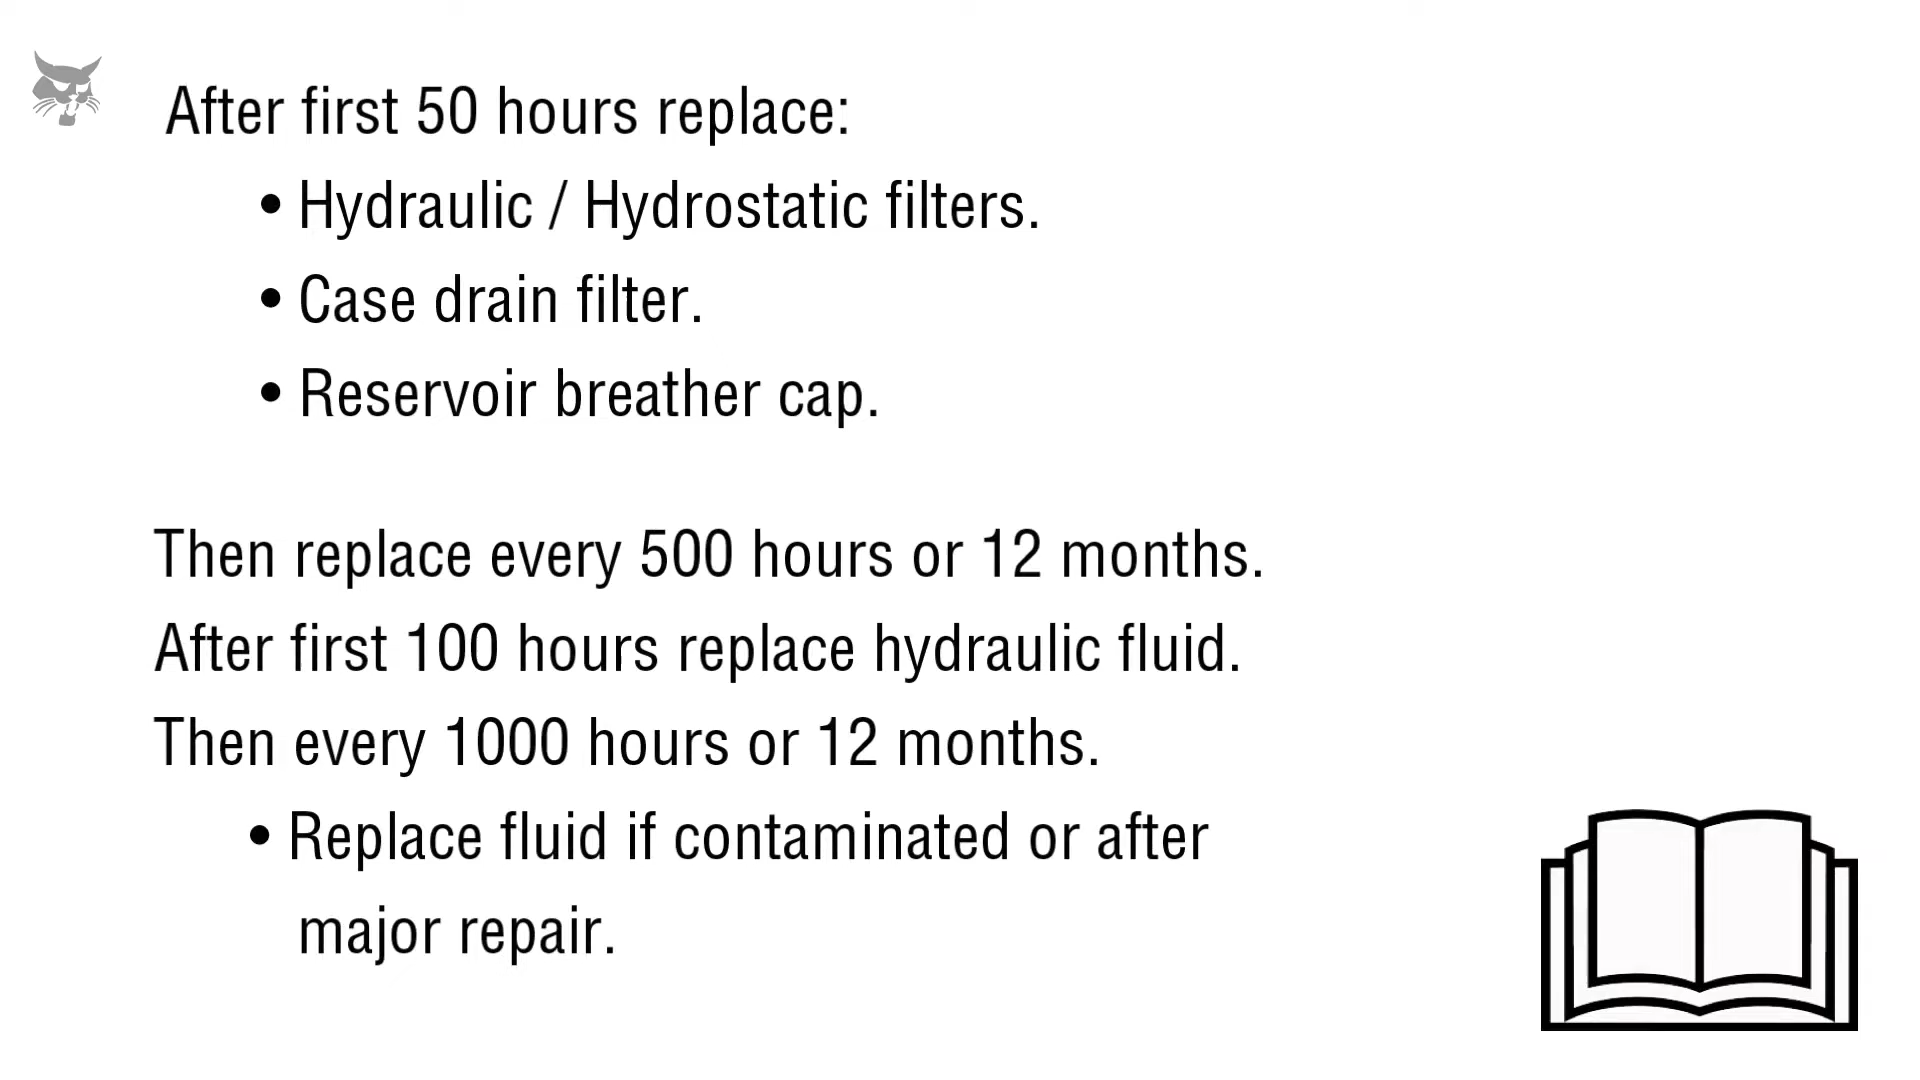 After first 50 hours replace:
• Hydraulic / Hydrostatic filters.
• Case drain filter.
• Reservoir breather cap.
Then replace every 500 hours or 12 months.
After first 100 hours replace hydraulic fluid.
Then every 1000 hours or 12 months.
• Replace fluid if contaminated or after
major repair.